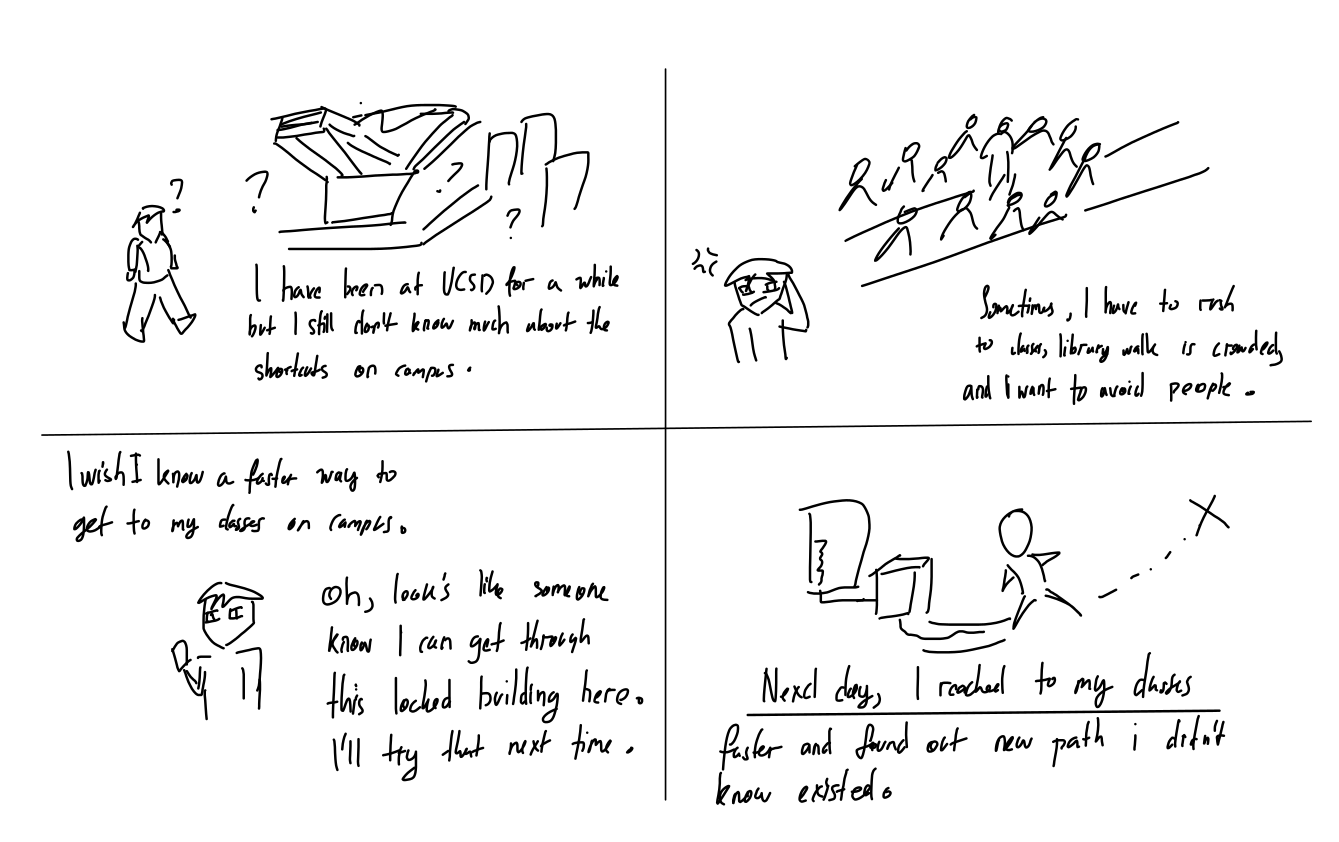 ?
?
?
?
I have been at UCSD for a while
but I still don't know much about the
shortcuts on campus.
Sometimes, I have to rush
to classes, library walk is crowded,
and I want to avoid people.
I wish I know a faster way to
get to my classes on campus.
Oh, look's like someone
know I can get through
this locked building here.
I'll try that next time.
Next day, I reached to my classes
faster and found out new path i didn't
know existed.